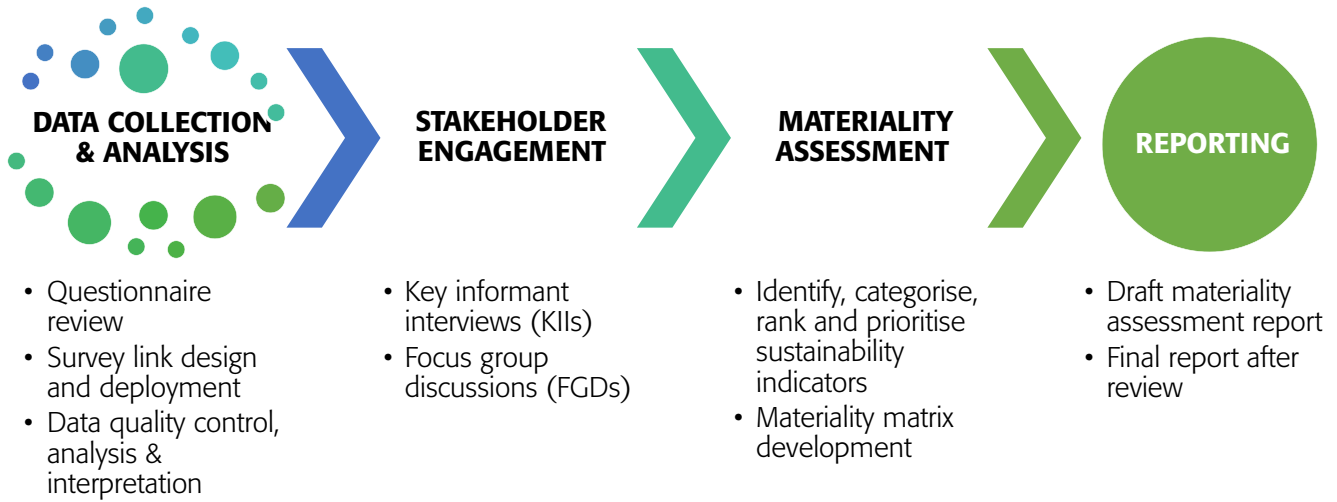 DATA COLLECTION
& ANALYSIS
• Questionnaire
review
• Survey link design
and deployment
• Data quality control,
analysis &
interpretation
STAKEHOLDER
ENGAGEMENT
• Key informant
interviews (KIIs)
• Focus group
discussions (FGDs)
MATERIALITY
ASSESSMENT
• Identify, categorise,
rank and prioritise
sustainability
indicators
• Materiality matrix
development
REPORTING
• Draft materiality
assessment report
• Final report after
review